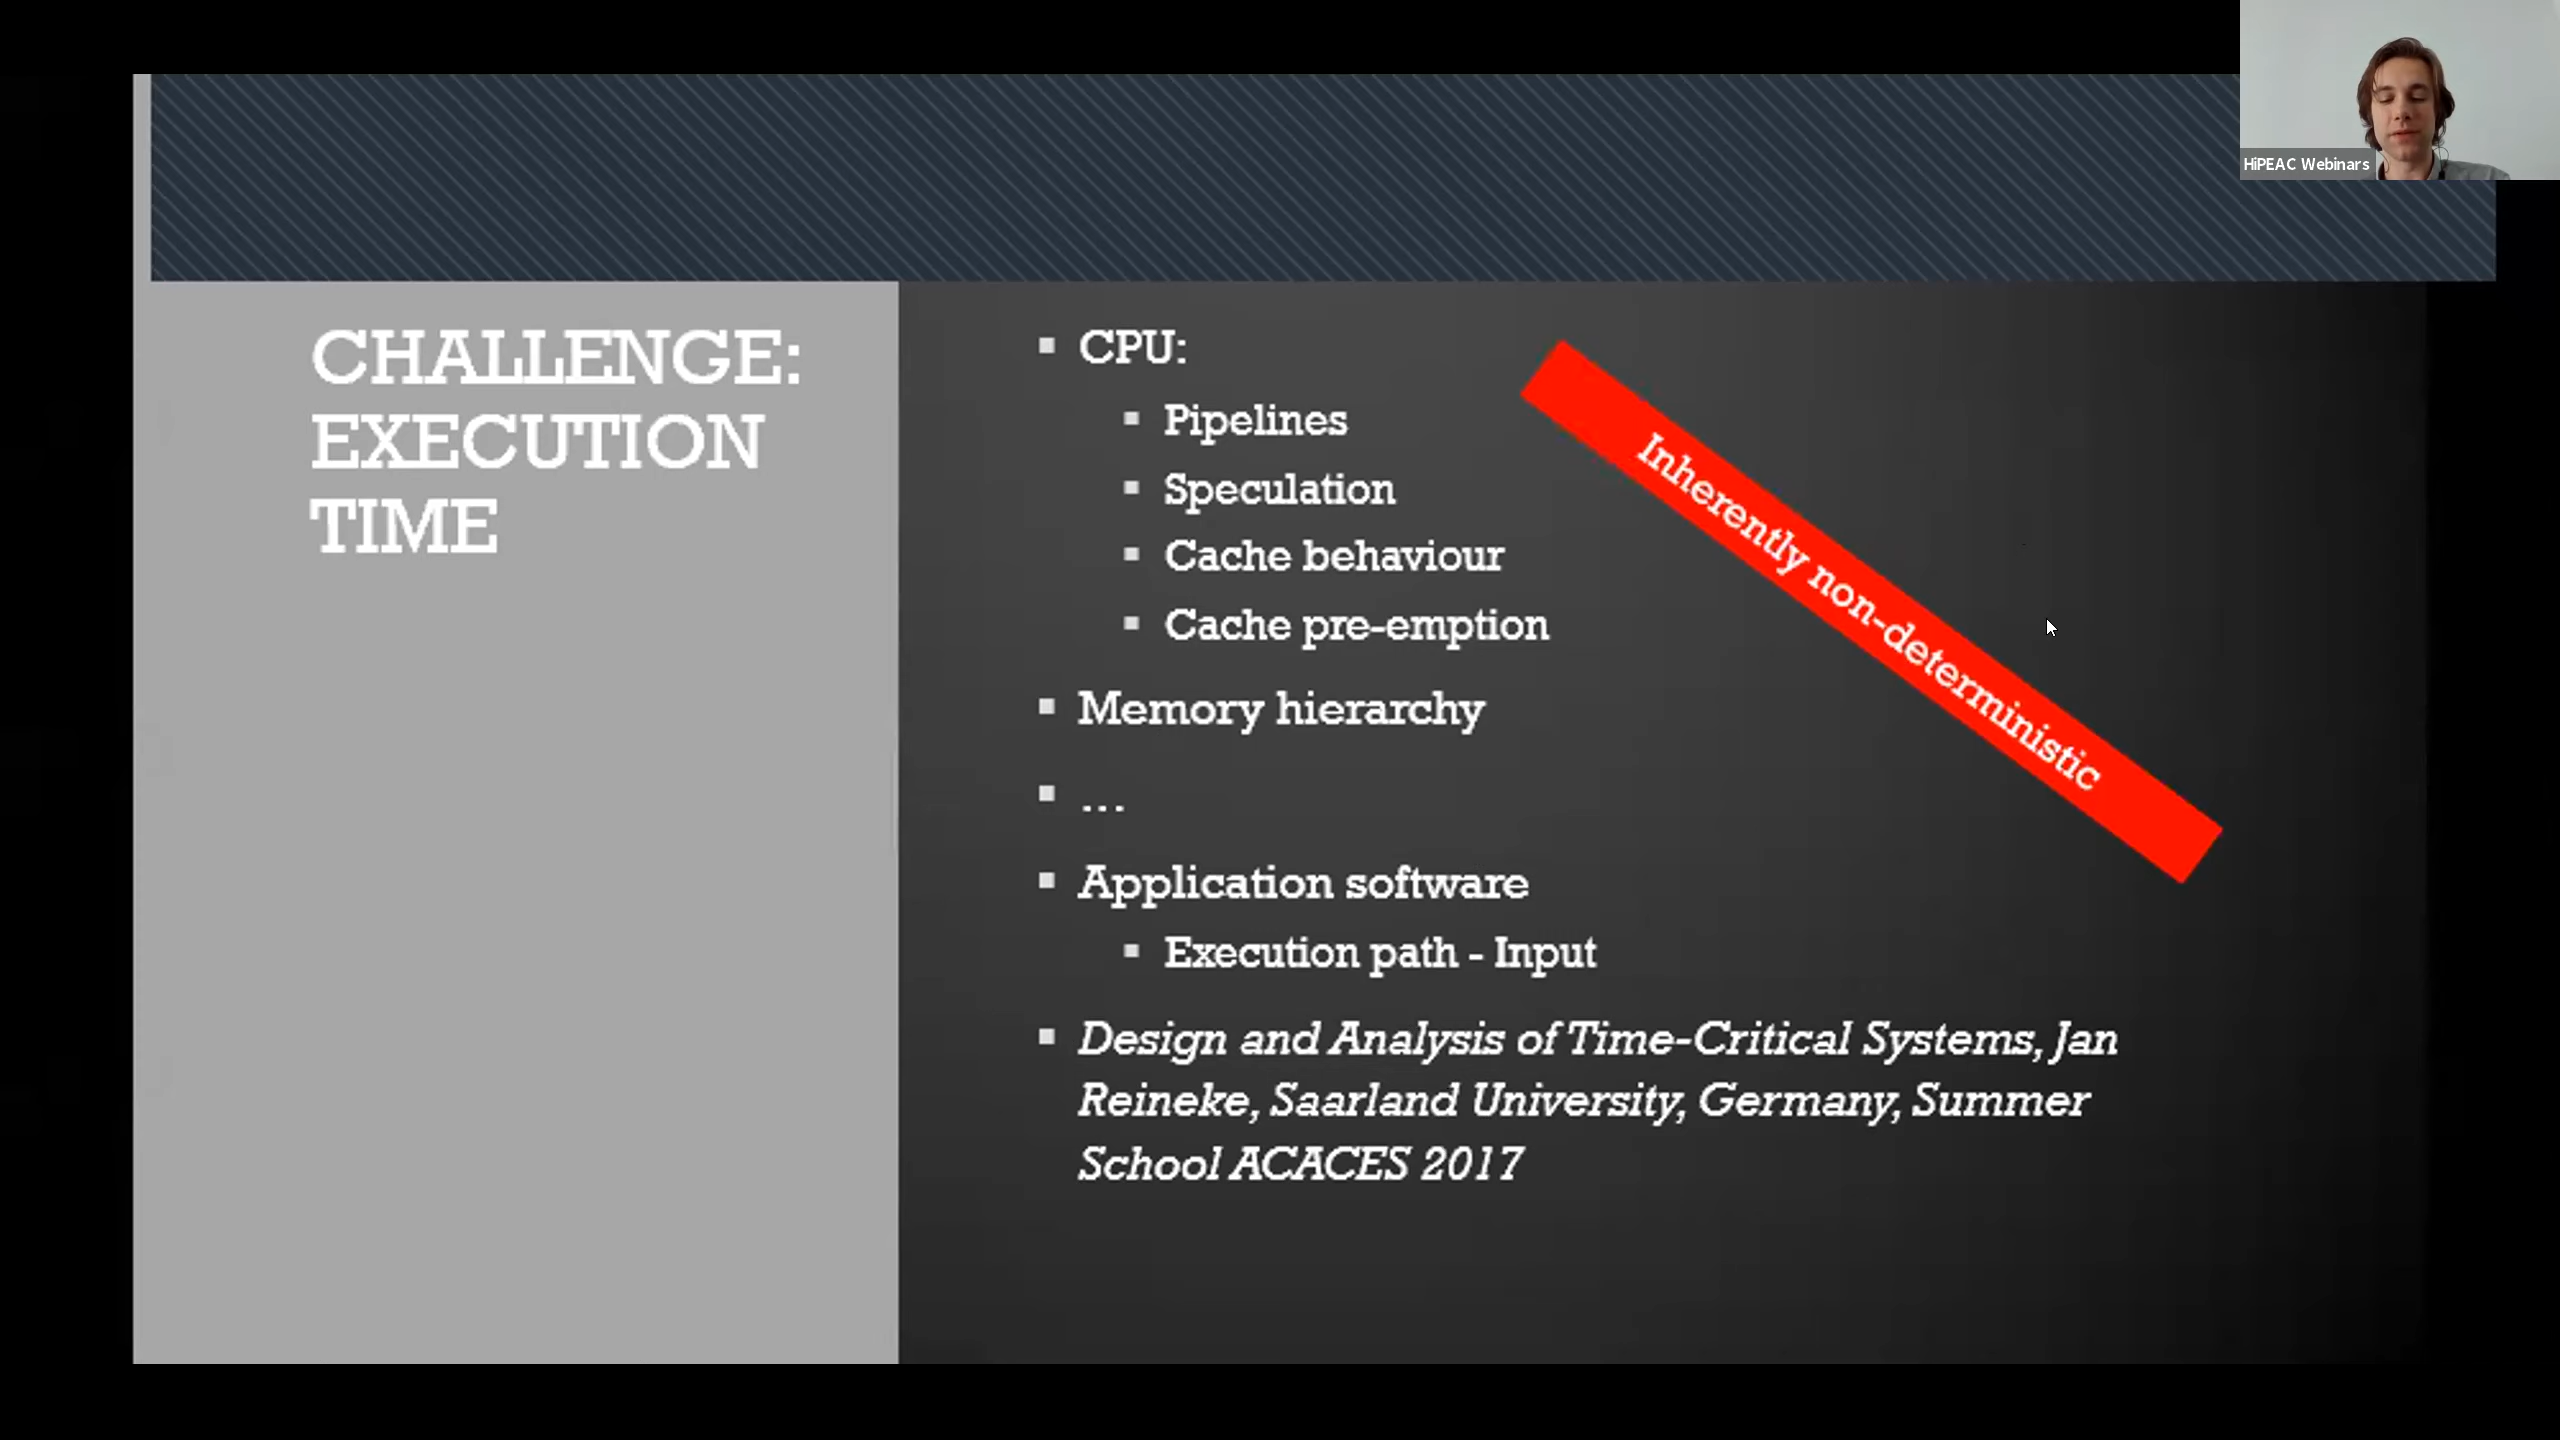 HiPEAC Webinars
CHALLENGE:
EXECUTION
TIME
CPU:
Pipelines
Speculation
Cache behaviour
Cache pre-emption
Memory hierarchy
...
Application software
Execution path - Input
Design and Analysis of Time-Critical Systems, Jan
Reineke, Saarland University, Germany, Summer
School ACACES 2017
Inherently non-deterministic